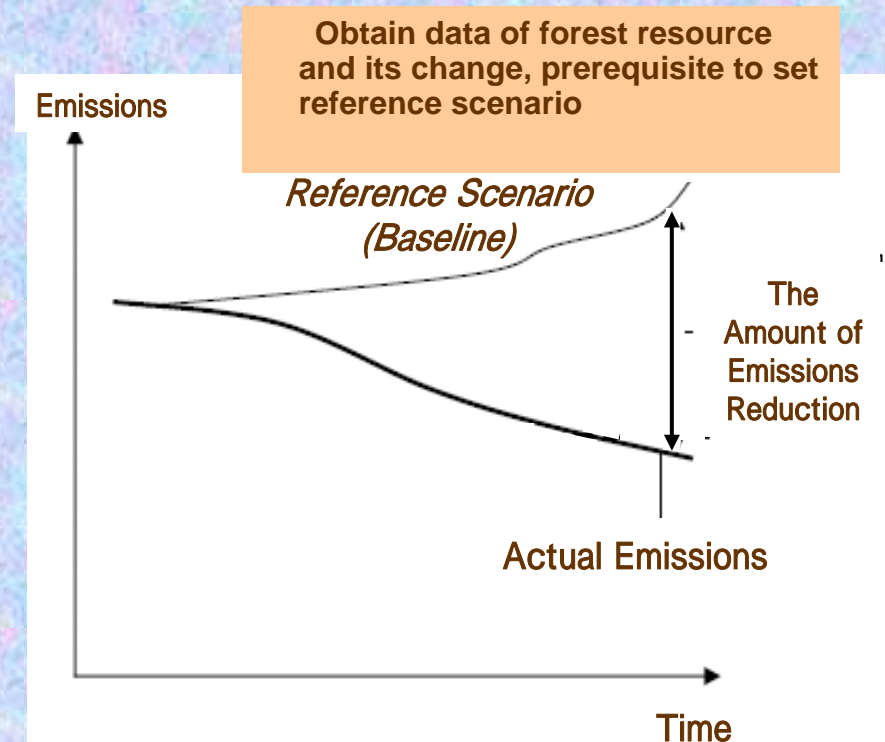 Obtain data of forest resource
and its change, prerequisite to set
reference scenario
Emissions
Reference Scenario
(Baseline)
The
Amount of
Emissions
Reduction
Actual Emissions
Time